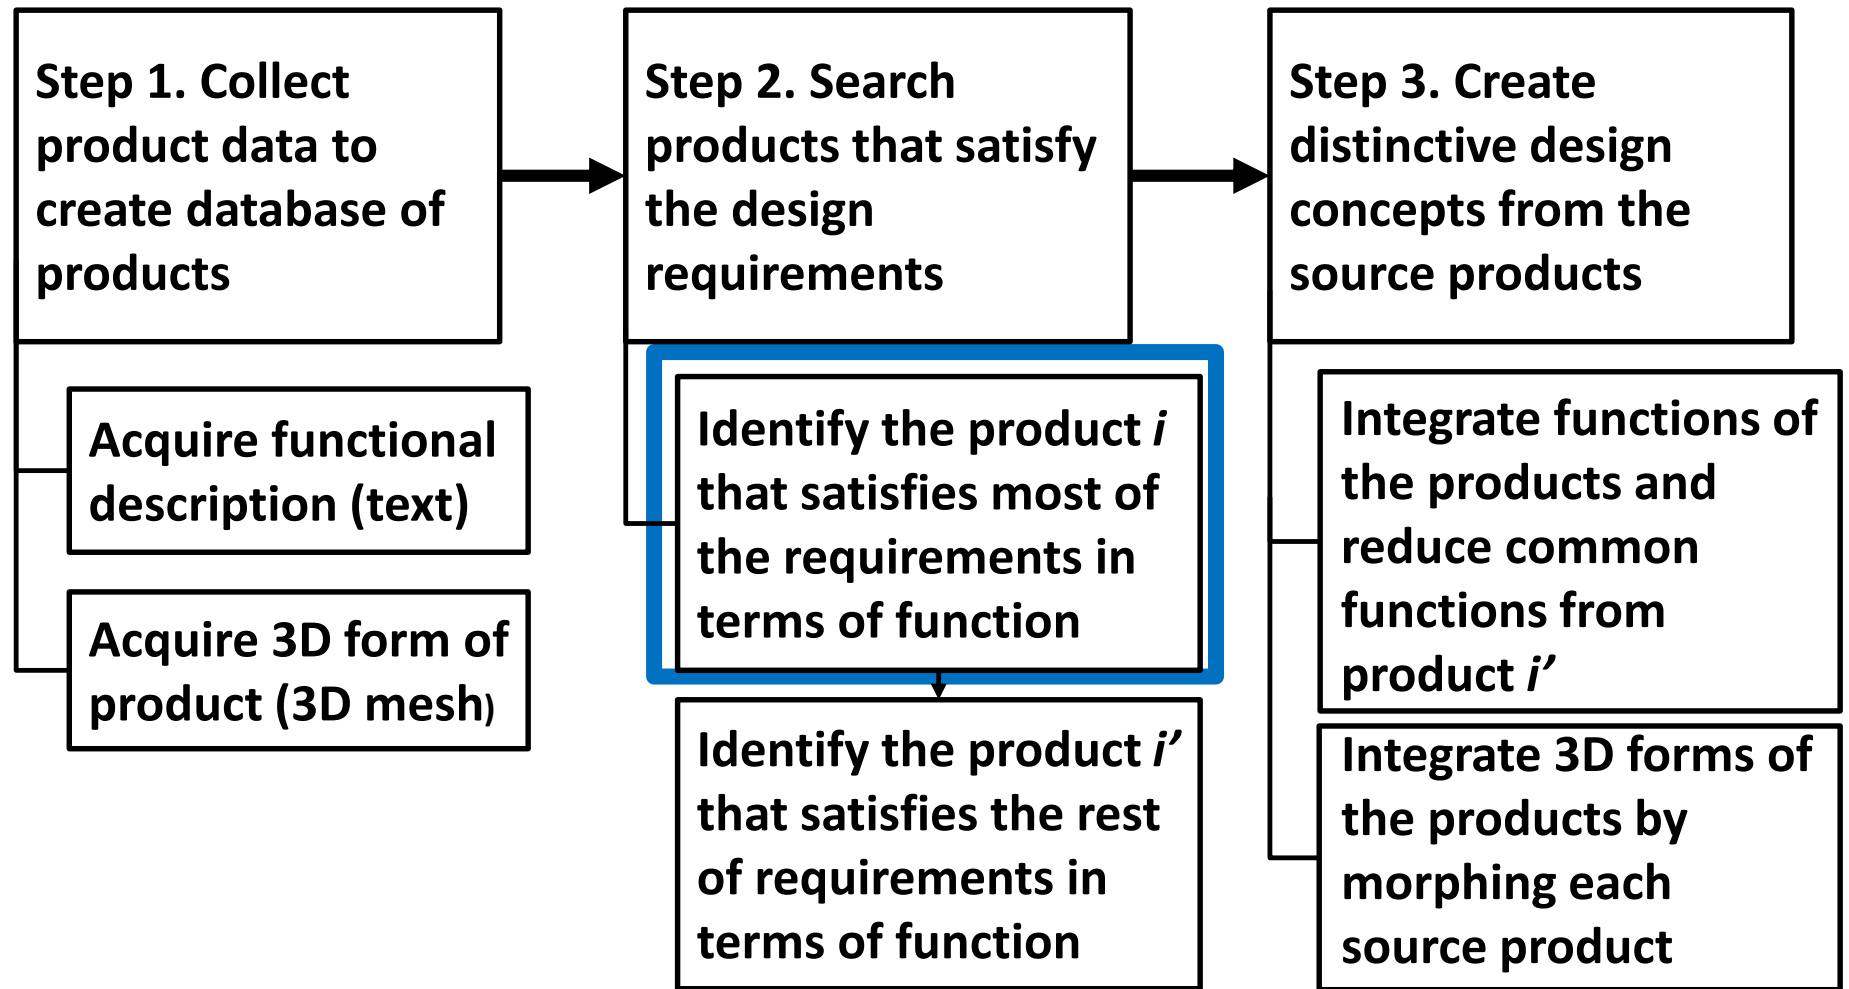 Step 1. Collect
product data to
create database of
products
Acquire functional
description (text)
Acquire 3D form of
product (3D mesh)
Step 2. Search
products that satisfy
the design
requirements
Identify the product i
that satisfies most of
the requirements in
terms of function
Identify the product i’
that satisfies the rest
of requirements in
terms of function
Step 3. Create
distinctive design
concepts from the
source products
Integrate functions of
the products and
reduce common
functions from
product i’
Integrate 3D forms of
the products by
morphing each
source product